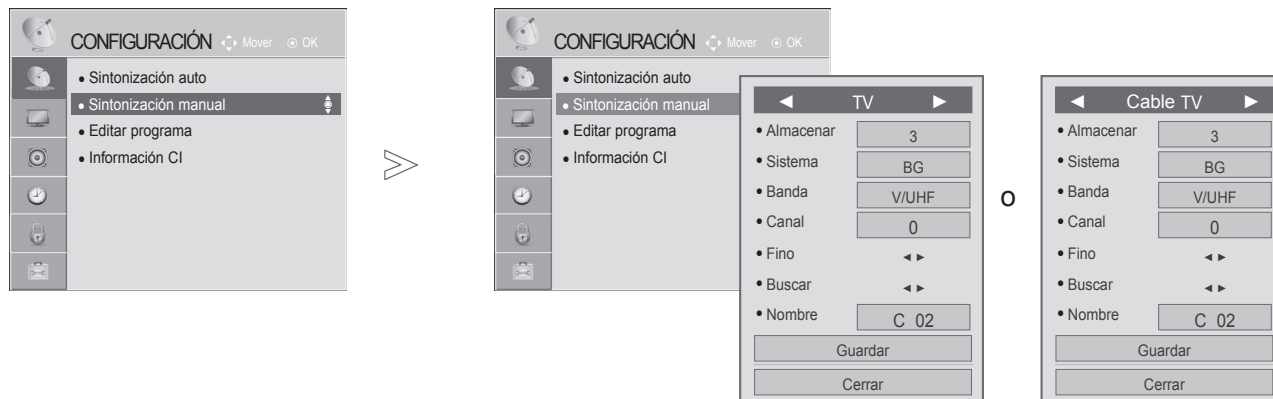 CONFIGURACIÓN Mover OK
• Sintonización auto
• Sintonización manual
• Editar programa
• Información CI
CONFIGURACIÓN Mover OK
• Sintonización auto
• Sintonización manual
• Editar programa
• Información CI
◄ TV ►
• Almacenar 3
• Sistema BG
• Banda V/UHF
• Canal 0
• Fino ◄ ►
• Buscar ◄ ►
• Nombre C 02
Guardar
Cerrar
o
◄ Cable TV ►
• Almacenar 3
• Sistema BG
• Banda V/UHF
• Canal 0
• Fino ◄ ►
• Buscar ◄ ►
• Nombre C 02
Guardar
Cerrar